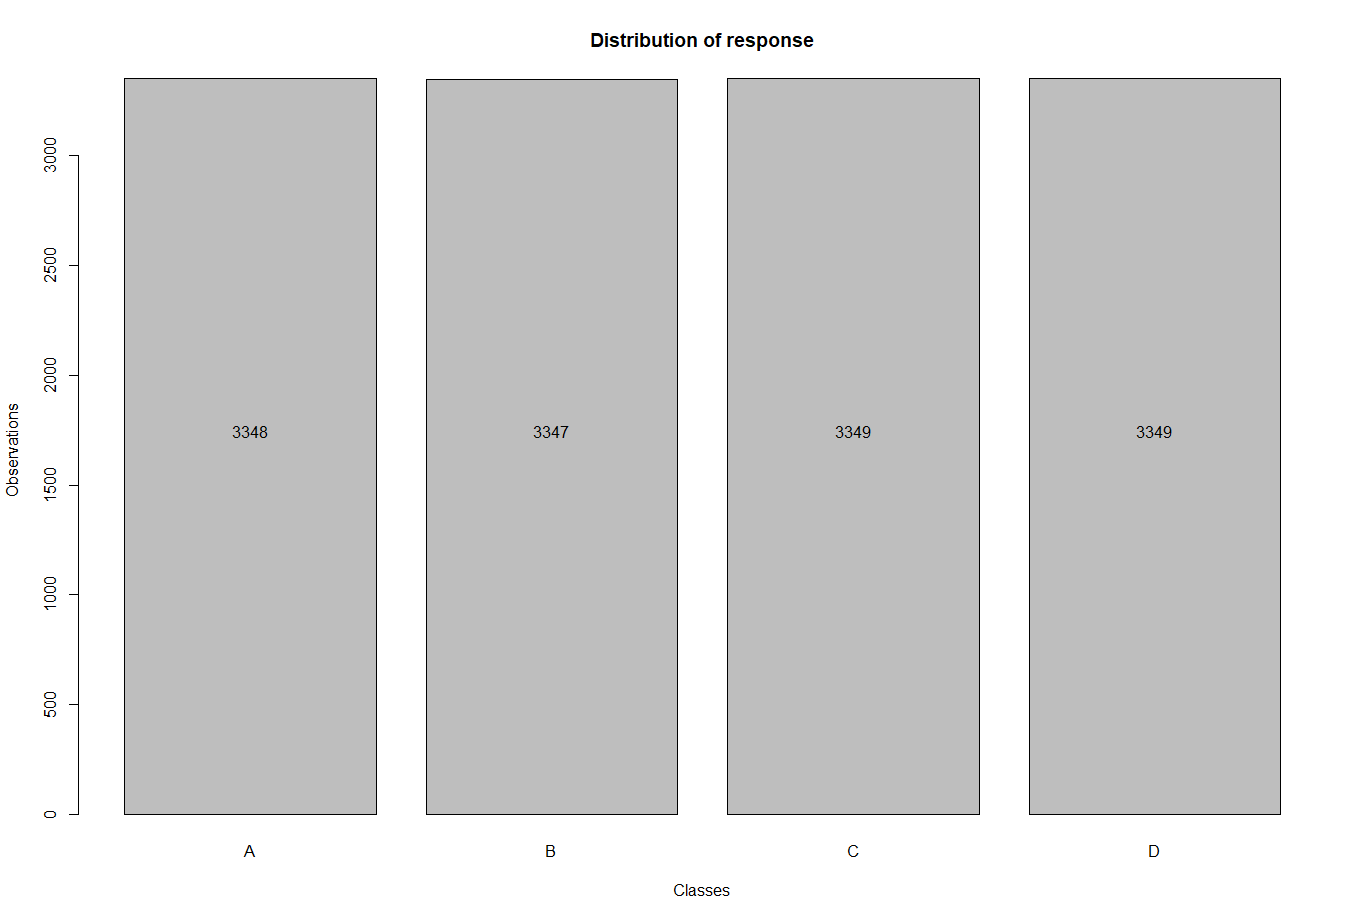 Distribution of response
Observations
3000
2500
2000
1500
1000
500
0
3348
3347
3349
3349
A
B
C
D
Classes